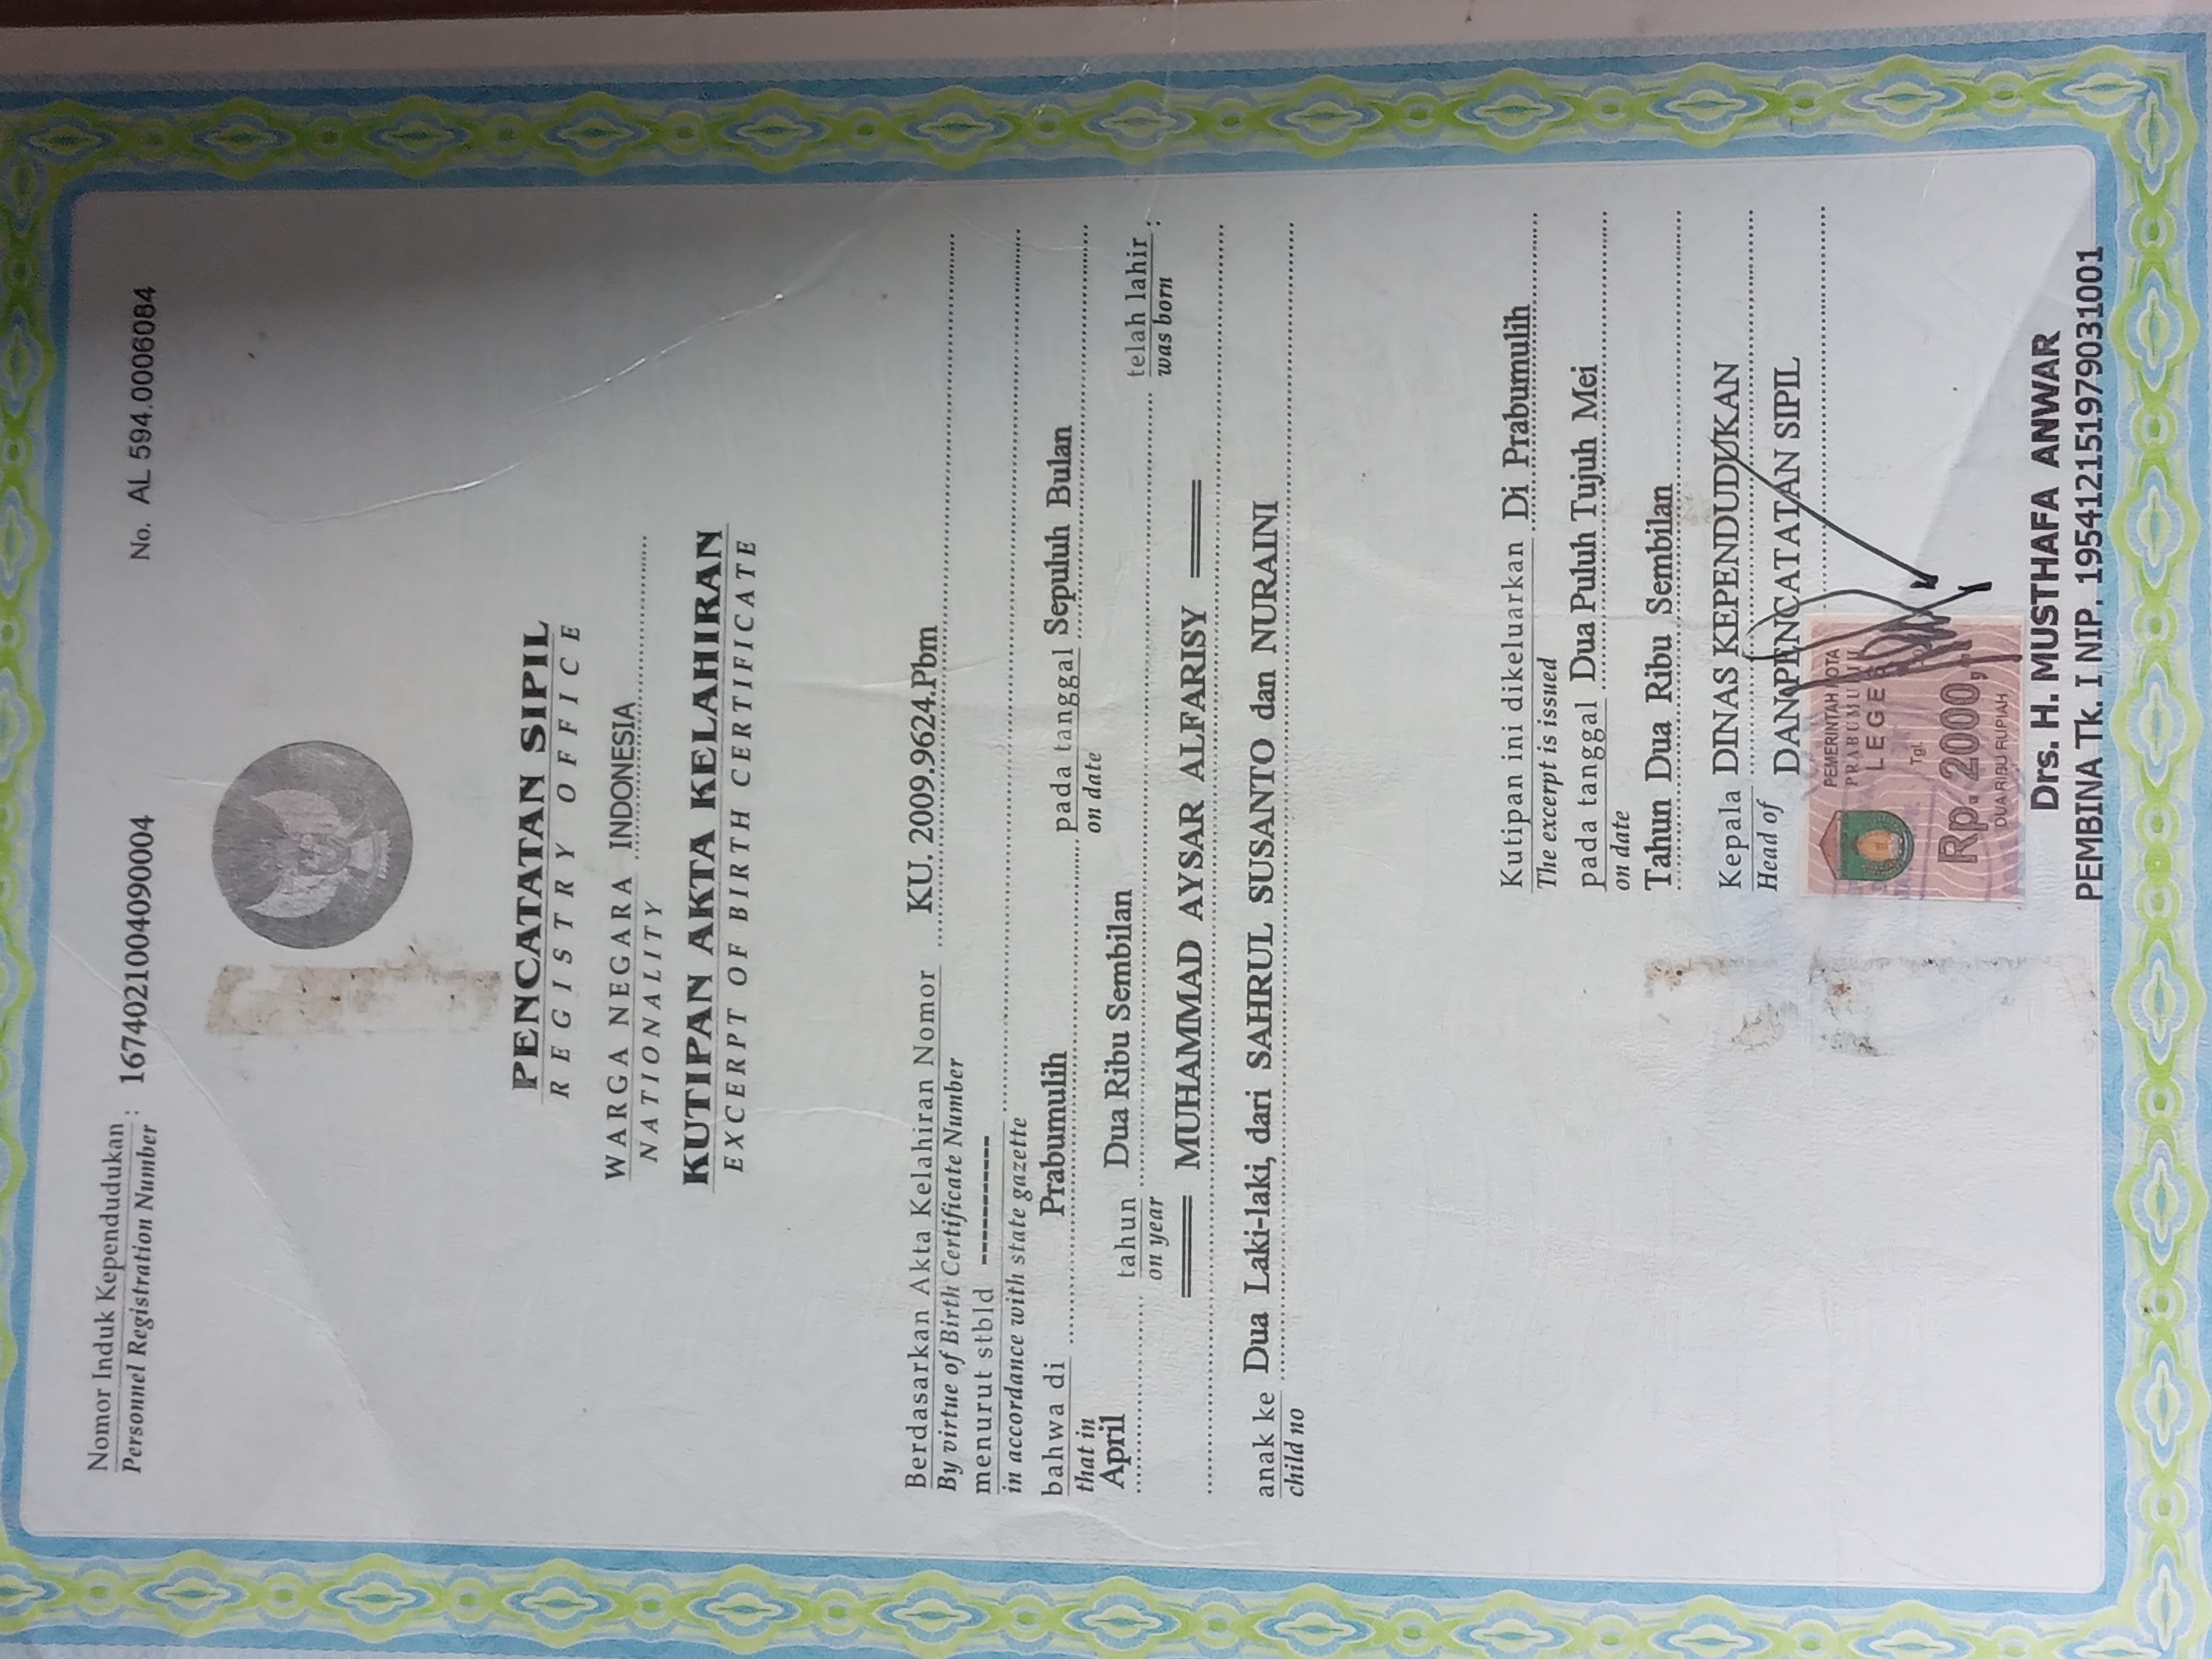 Nomor Induk Kependudukan
Personnel Registration Number : 1674021004090004
No. AL 594.0006084
PENCATATAN SIPIL
REGISTRY OFFICE
WARGA NEGARA INDONESIA
NATIONALITY
KUTIPAN AKTA KELAHIRAN
EXCERPT OF BIRTH CERTIFICATE
Berdasarkan Akta Kelahiran Nomor KU. 2009.9624.Pbm
By virtue of Birth Certificate Number
menurut stbld -----------
in accordance with state gazette
bahwa di Prabumulih pada tanggal Sepuluh Bulan
that in on date
April tahun Dua Ribu Sembilan telah lahir :
on year was born
MUHAMMAD AYSAR ALFARISY
anak ke Dua Laki-laki, dari SAHRUL SUSANTO dan NURAINI
child no
Kutipan ini dikeluarkan Di Prabumulih
The excerpt is issued
pada tanggal Dua Puluh Tujuh Mei
on date
Tahun Dua Ribu Sembilan
Kepala DINAS KEPENDUDUKAN
Head of
DAN PENCATATAN SIPIL
PEMERINTAH KOTA
PRABUMULIH
LEGES
Tgl.
Rp. 2000,-
DUA RIBU RUPIAH
Drs. H. MUSTHAFA ANWAR
PEMBINA Tk. I NIP. 195412151979031001